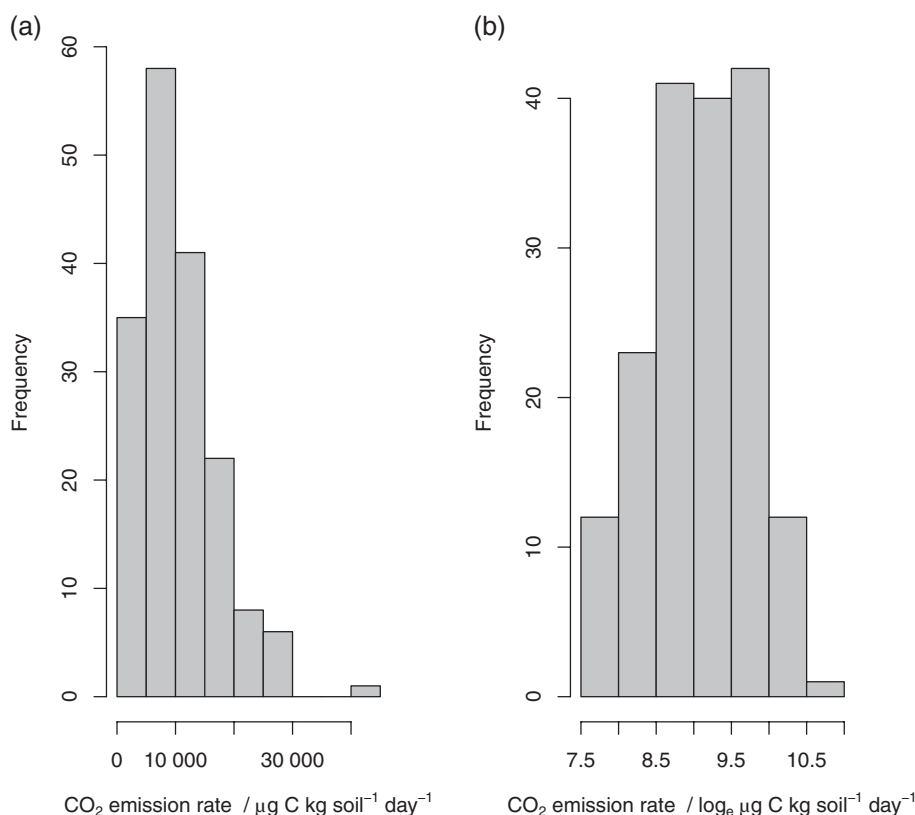 (a)
60
50
40
30
20
10
0
Frequency
0 10 000 30 000
CO₂ emission rate / μg C kg soil⁻¹ day⁻¹
(b)
40
30
20
10
0
Frequency
7.5 8.5 9.5 10.5
CO₂ emission rate / logₑ μg C kg soil⁻¹ day⁻¹